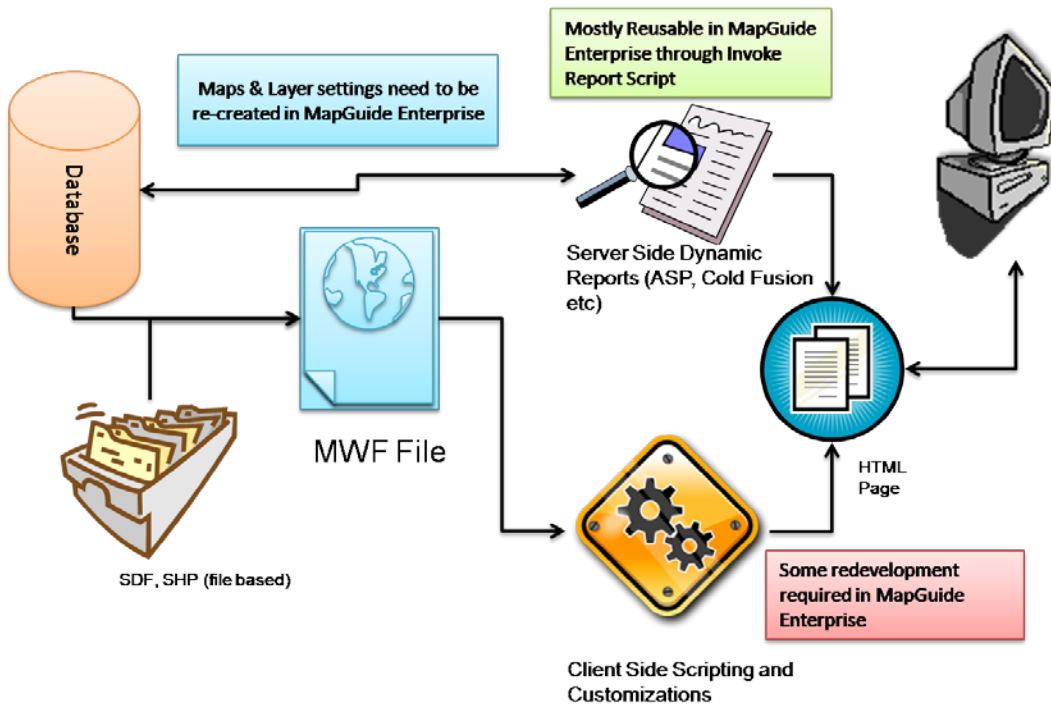 Mostly Reusable in MapGuide
Enterprise through Invoke
Report Script
Maps & Layer settings need to be
re-created in MapGuide Enterprise
Database
Server Side Dynamic
Reports (ASP, Cold Fusion
etc)
MWF File
HTML
Page
SDF, SHP (file based)
Some redevelopment
required in MapGuide
Enterprise
Client Side Scripting and
Customizations